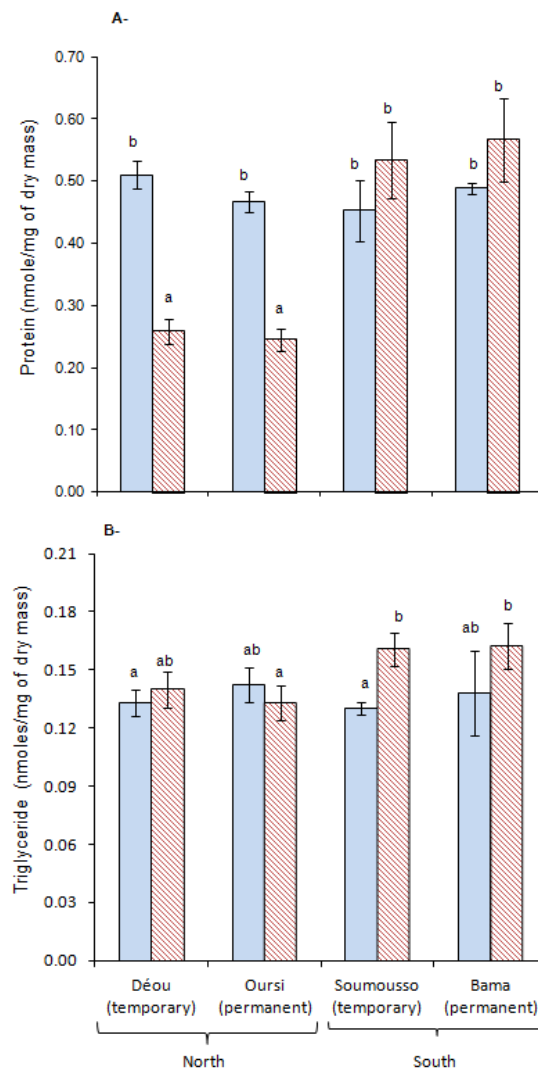 A-
0.70
0.60
0.50
0.40
0.30
0.20
0.10
0.00
Protein (nmole/mg of dry mass)
b
a
b
a
b
b
b
b
B-
0.21
0.18
0.15
0.12
0.09
0.06
0.03
0.00
Triglyceride (nmoles/mg of dry mass)
a
ab
ab
a
a
b
ab
b
Déou
(temporary)
Oursi
(permanent)
Soumousso
(temporary)
Bama
(permanent)
North
South